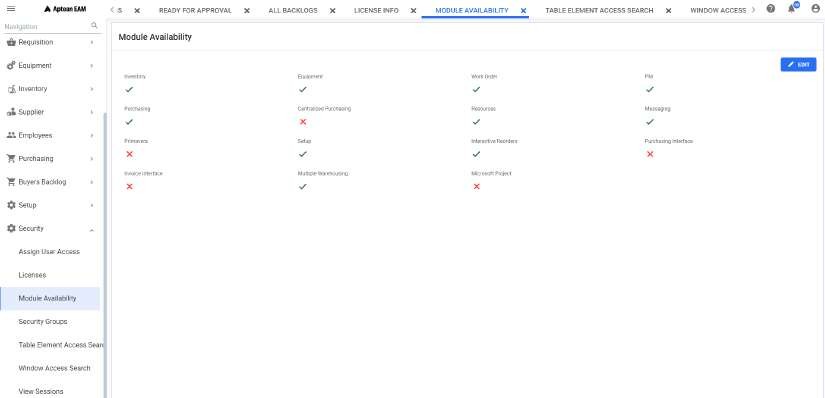 Aptean EAM
S
READY FOR APPROVAL
ALL BACKLOGS
LICENSE INFO
MODULE AVAILABILITY
TABLE ELEMENT ACCESS SEARCH
WINDOW ACCESS
Navigation
Requisition
Equipment
Inventory
Supplier
Employees
Purchasing
Buyers Backlog
Setup
Security
Assign User Access
Licenses
Module Availability
Security Groups
Table Element Access Sear
Window Access Search
View Sessions
Module Availability
EDIT
Inventory
Equipment
Work Order
PM
Purchasing
Centralized Purchasing
Resources
Messaging
Primavera
Setup
Interactive Reorders
Purchasing Interface
Invoice Interface
Multiple Warehousing
Microsoft Project